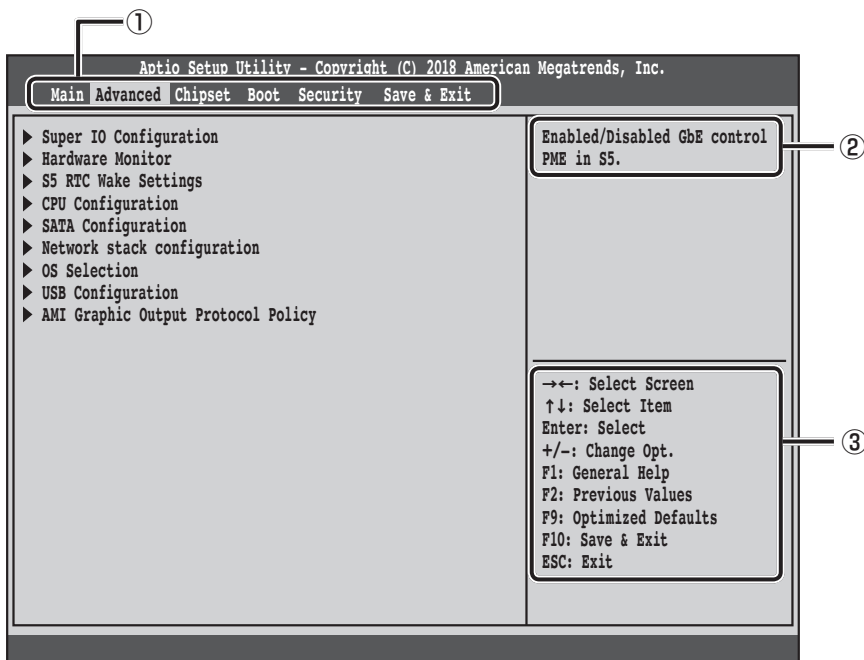 ①
Aptio Setup Utility - Copyright (C) 2018 American Megatrends, Inc.
Main Advanced Chipset Boot Security Save & Exit
▶ Super IO Configuration
▶ Hardware Monitor
▶ S5 RTC Wake Settings
▶ CPU Configuration
▶ SATA Configuration
▶ Network stack configuration
▶ OS Selection
▶ USB Configuration
▶ AMI Graphic Output Protocol Policy
Enabled/Disabled GbE control
PME in S5.
②
→←: Select Screen
↑↓: Select Item
Enter: Select
+/-: Change Opt.
F1: General Help
F2: Previous Values
F9: Optimized Defaults
F10: Save & Exit
ESC: Exit
③